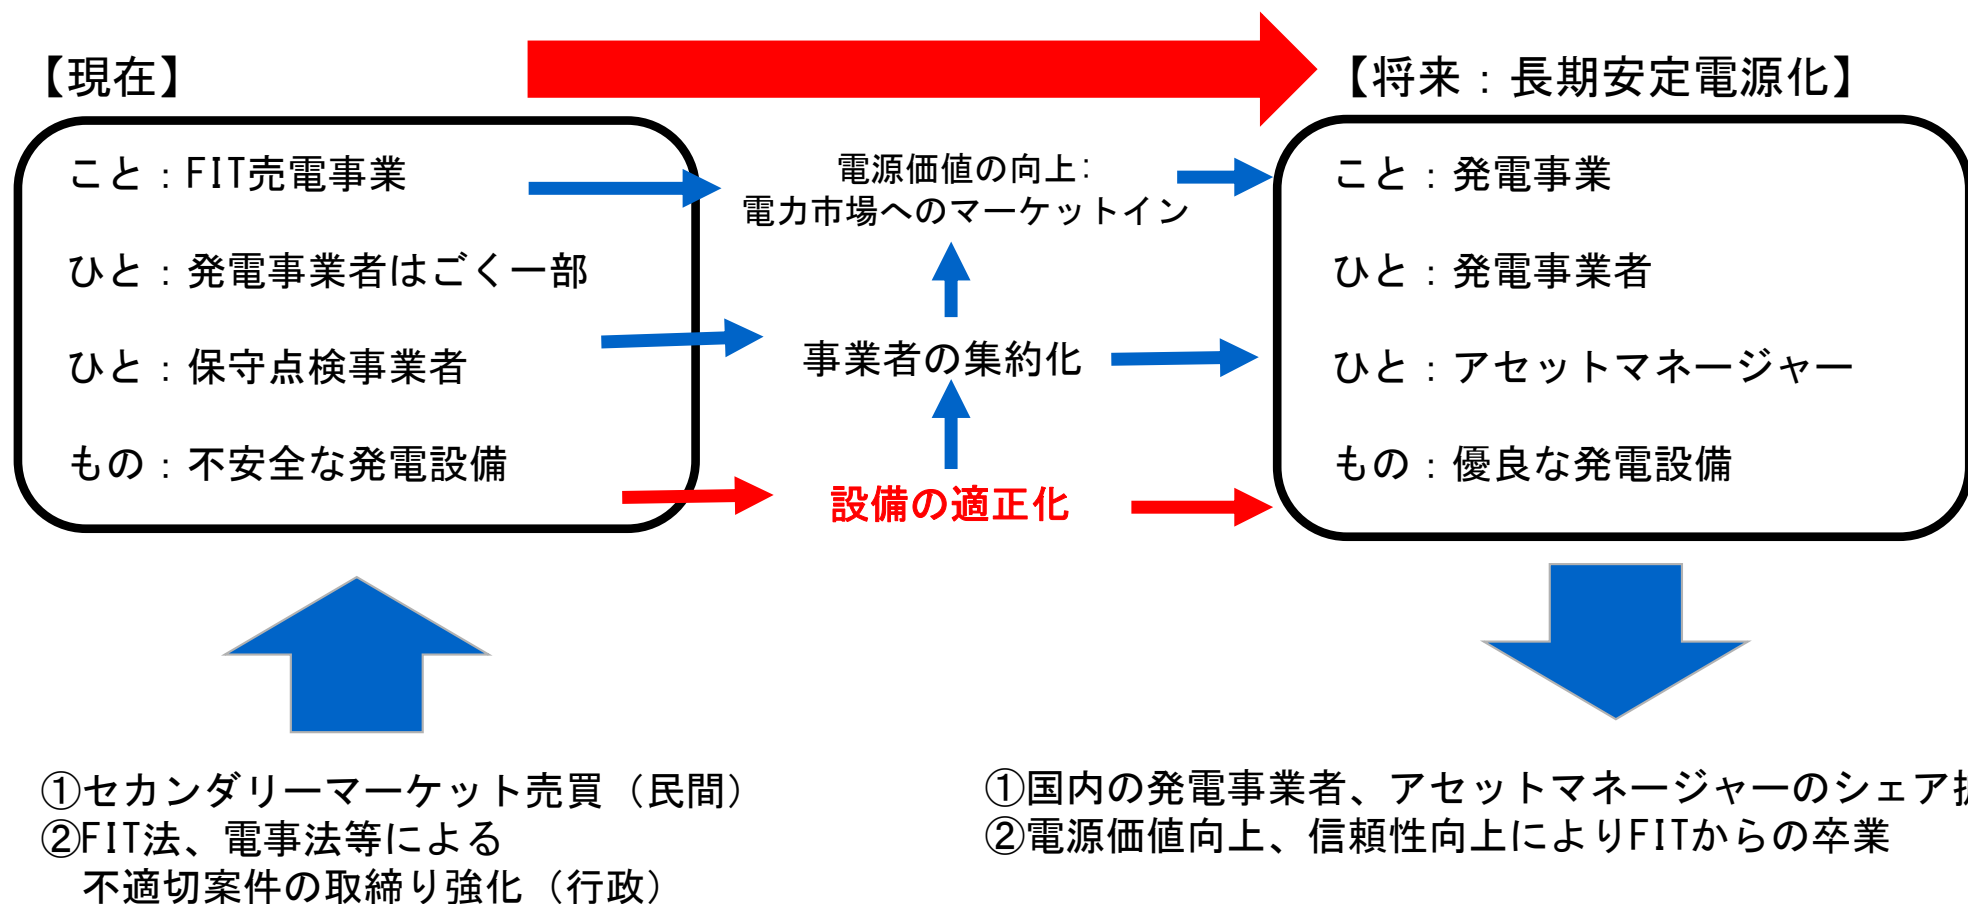 【現在】
こと：FIT売電事業
ひと：発電事業者はごく一部
ひと：保守点検事業者
もの：不安全な発電設備
電源価値の向上：
電力市場へのマーケットイン
事業者の集約化
設備の適正化
【将来：長期安定電源化】
こと：発電事業
ひと：発電事業者
ひと：アセットマネージャー
もの：優良な発電設備
①セカンダリーマーケット売買（民間）
②FIT法、電事法等による
不適切案件の取締り強化（行政）
①国内の発電事業者、アセットマネージャーのシェア
②電源価値向上、信頼性向上によりFITからの卒業